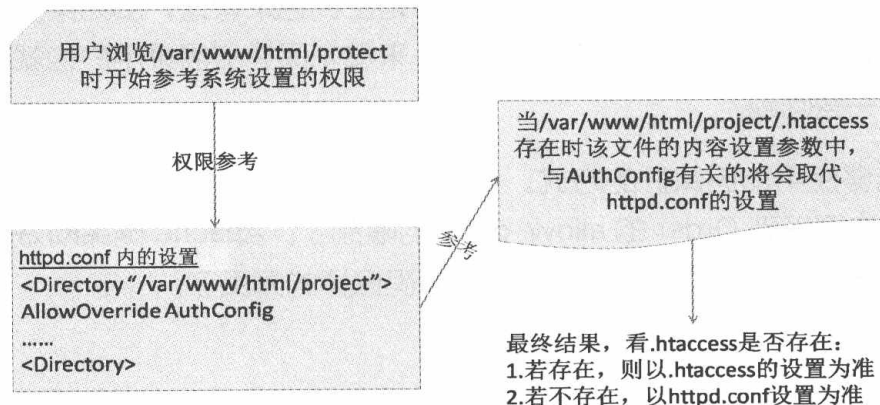 用户浏览/var/www/html/protect
时开始参考系统设置的权限
权限参考
httpd.conf 内的设置
<Directory “/var/www/html/project”>
AllowOverride AuthConfig
……
<Directory>
参考
当/var/www/html/project/.htaccess
存在时该文件的内容设置参数中，
与AuthConfig有关的将会取代
httpd.conf的设置
最终结果，看.htaccess是否存在：
1.若存在，则以.htaccess的设置为准
2.若不存在，以httpd.conf设置为准